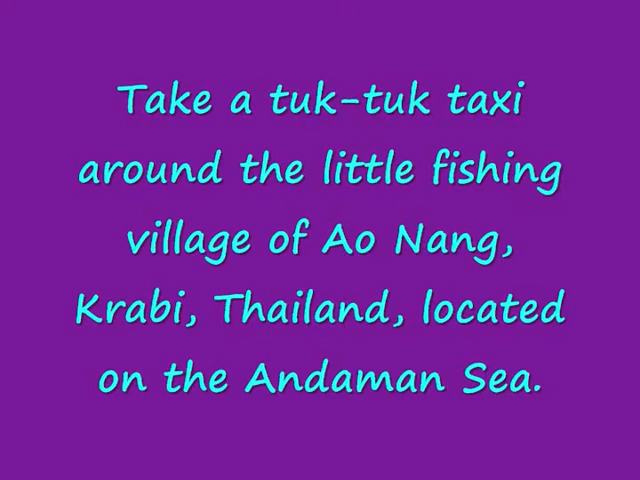 Take a tuk-tuk taxi
around the little fishing
village of Ao Nang,
Krabi, Thailand, located
on the Andaman Sea.